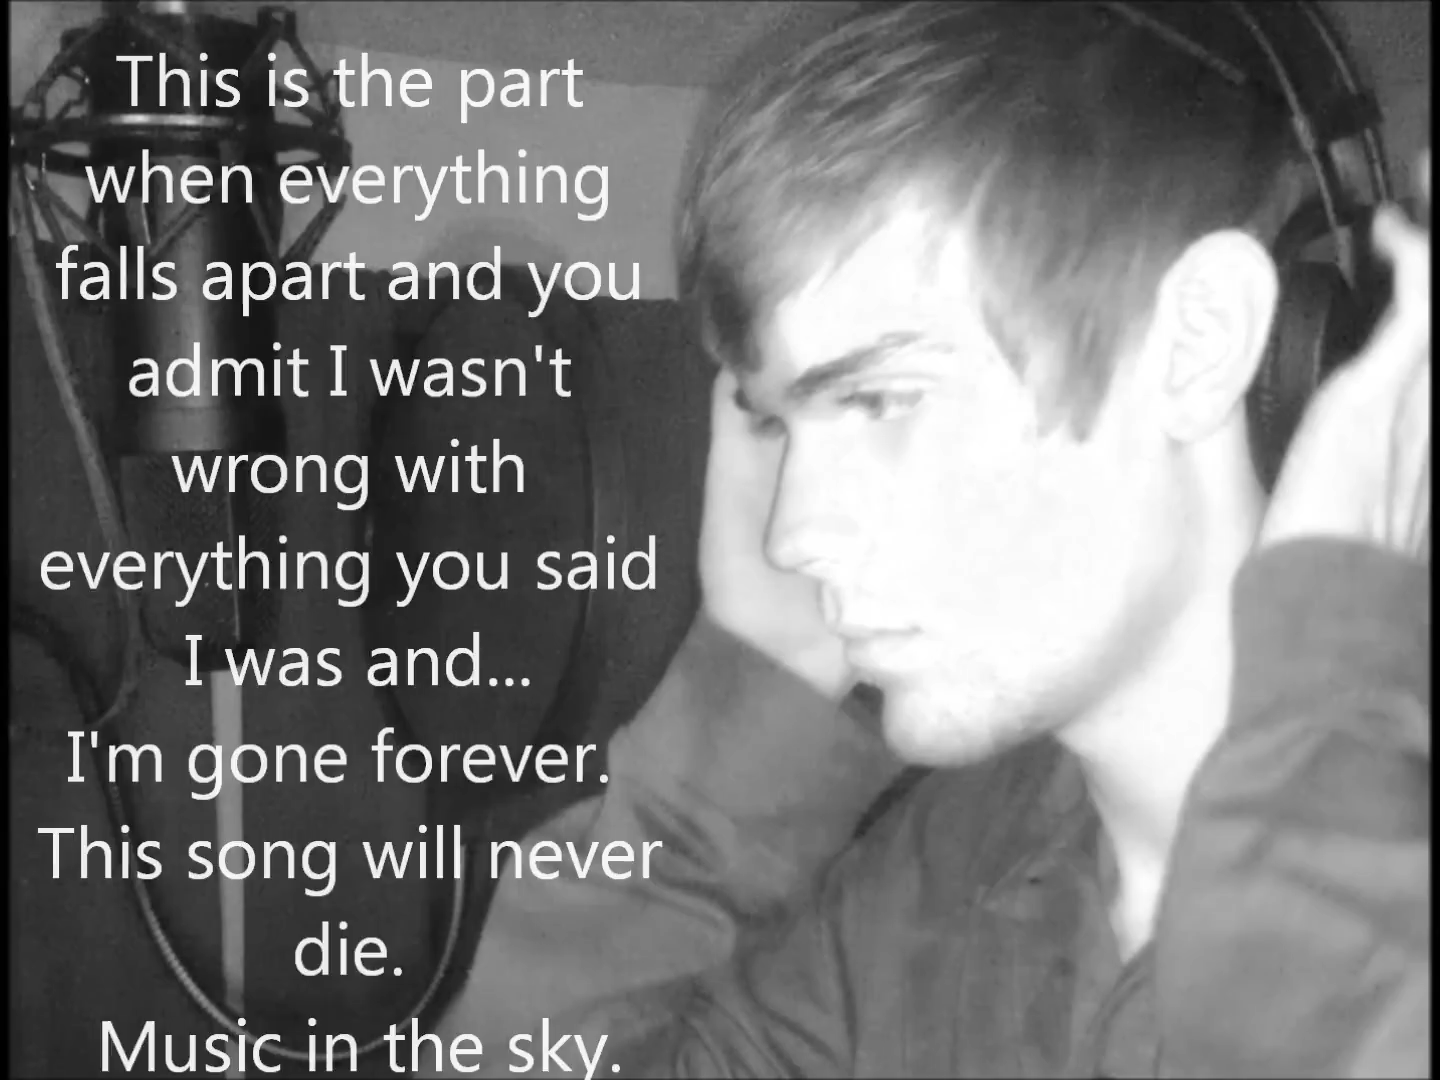 This is the part
when everything
falls apart and you
admit I wasn't
wrong with
everything you said
I was and...
I'm gone forever.
This song will never
die.
Music in the sky.